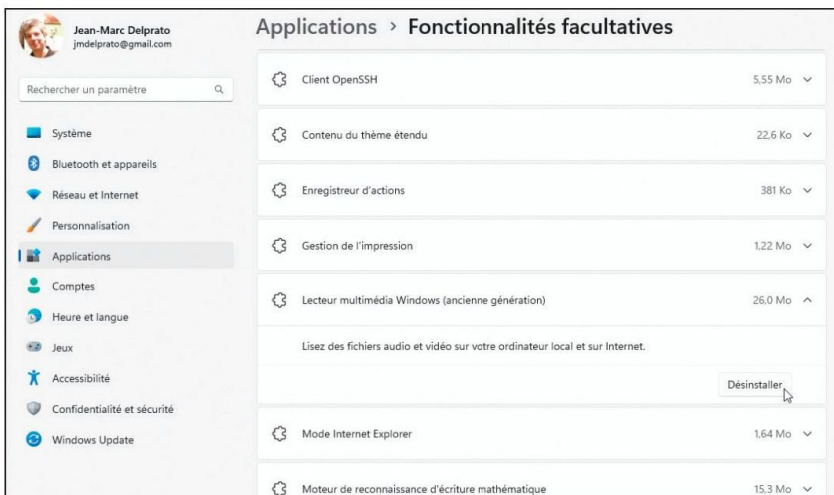 Jean-Marc Delprato
jmdelprato@gmail.com
Rechercher un paramètre
Système
Bluetooth et appareils
Réseau et Internet
Personnalisation
Applications
Comptes
Heure et langue
Jeux
Accessibilité
Confidentialité et sécurité
Windows Update
Applications > Fonctionnalités facultatives
Client OpenSSH 5,55 Mo
Contenu du thème étendu 22,6 Ko
Enregistreur d'actions 381 Ko
Gestion de l'impression 1,22 Mo
Lecteur multimédia Windows (ancienne génération) 26,0 Mo
Lisez des fichiers audio et vidéo sur votre ordinateur local et sur Internet.
Désinstaller
Mode Internet Explorer 1,64 Mo
Moteur de reconnaissance d'écriture mathématique 15,3 Mo